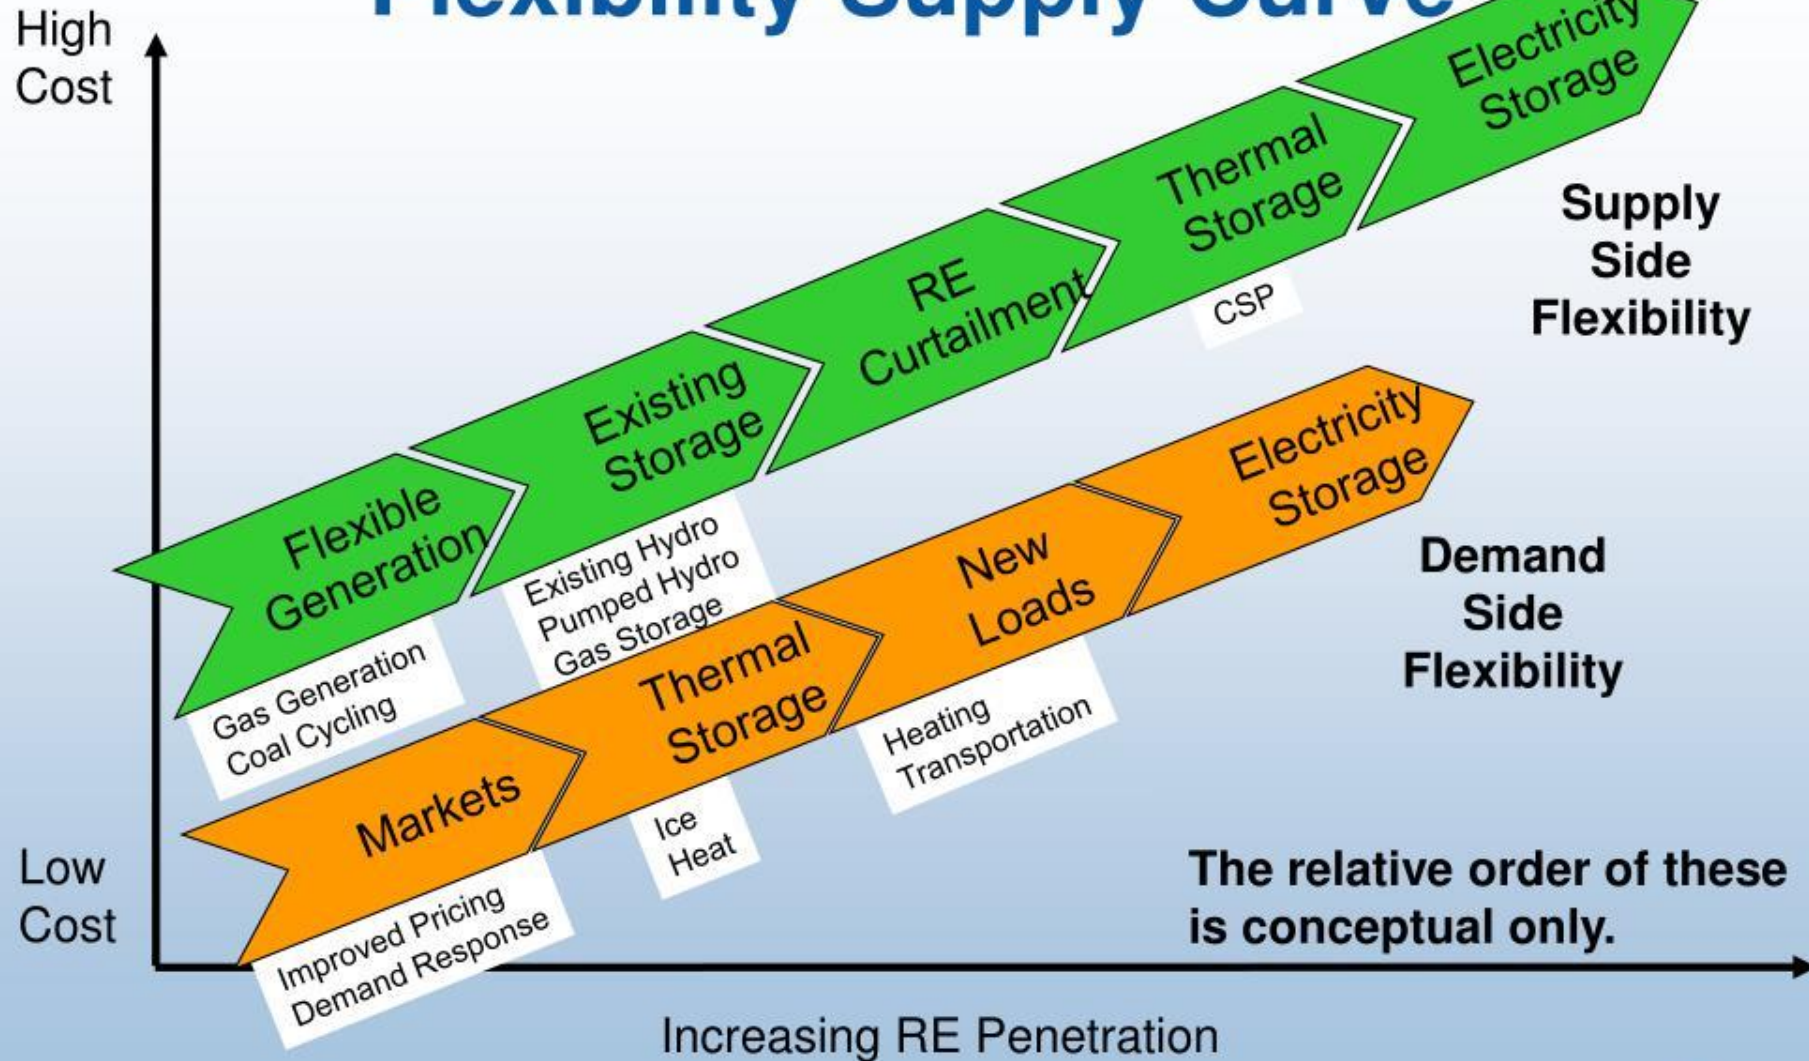 Flexibility Supply Curve
High
Cost
Electricity
Storage
Thermal
Storage
CSP
RE
Curtailment
Existing
Storage
Existing Hydro
Pumped Hydro
Gas Storage
Flexible
Generation
Gas Generation
Coal Cycling
Supply
Side
Flexibility
Electricity
Storage
New
Loads
Heating
Transportation
Thermal
Storage
Ice
Heat
Markets
Improved Pricing
Demand Response
Demand
Side
Flexibility
Low
Cost
The relative order of these
is conceptual only.
Increasing RE Penetration